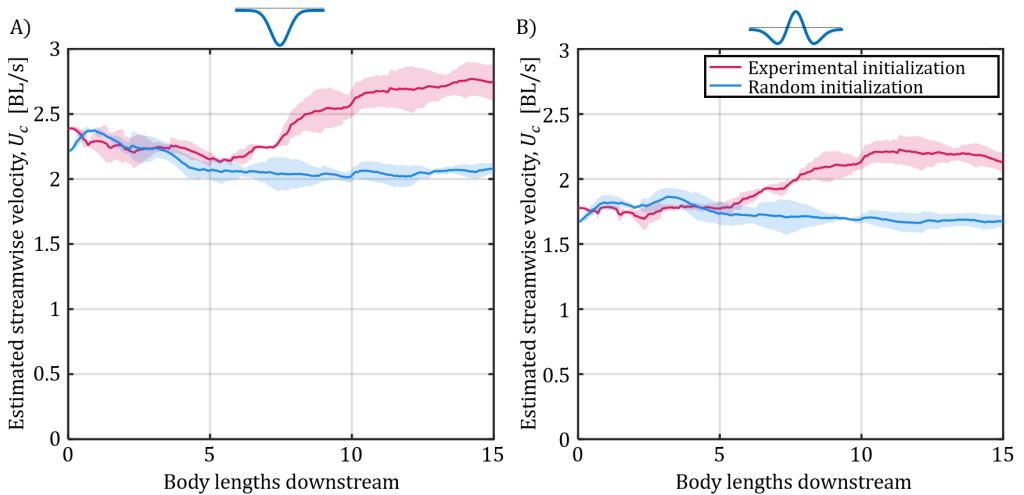 A)
3
2.5
2
1.5
1
0.5
0
0
5
10
15
Estimated streamwise velocity, U_c [BL/s]
Body lengths downstream
B)
3
2.5
2
1.5
1
0.5
0
0
5
10
15
Estimated streamwise velocity, U_c [BL/s]
Body lengths downstream
Experimental initialization
Random initialization